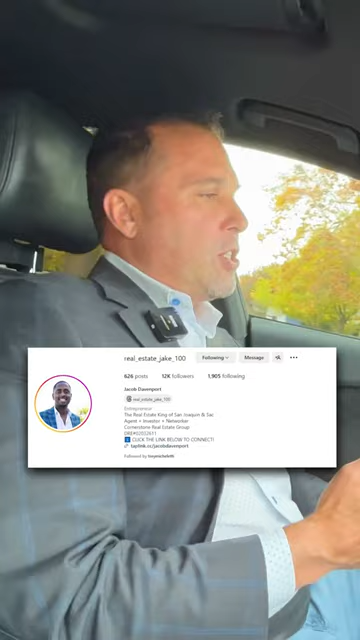 real_estate_jake_100 Following Message
626 posts 12K followers 1,905 following
Jacob Davenport
real_estate_jake_100
Entrepreneur
The Real Estate King of San Joaquin & Sac
Agent • Investor • Networker
Cornerstone Real Estate Group
CLICK THE LINK BELOW TO CONNECT!
taplink.cc/jacobdavenport